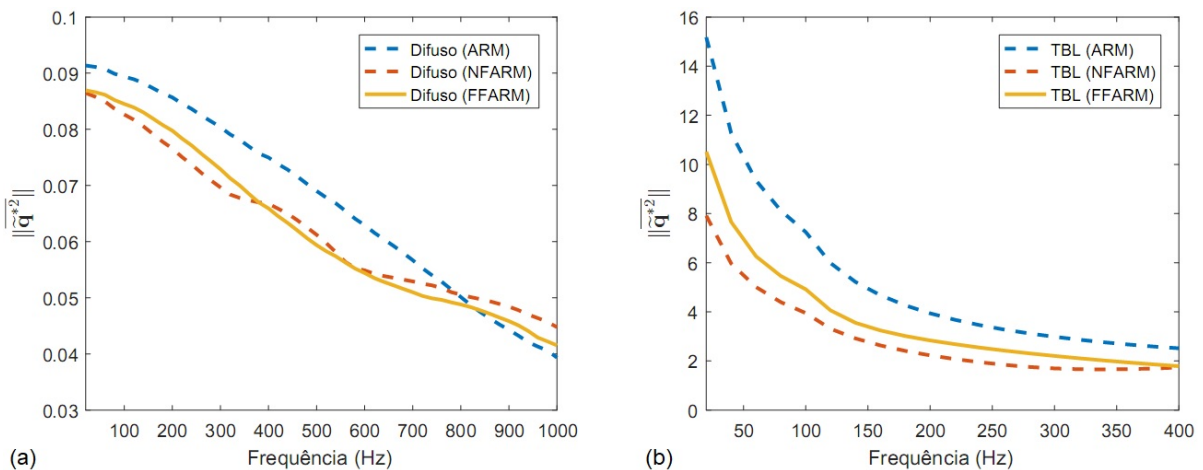 0.1
0.09
0.08
0.07
0.06
0.05
0.04
0.03
100 200 300 400 500 600 700 800 900 1000
Frequência (Hz)
||q̃*2||
Difuso (ARM)
Difuso (NFARM)
Difuso (FFARM)
(a)
16
14
12
10
8
6
4
2
0
50 100 150 200 250 300 350 400
Frequência (Hz)
||q̃*2||
TBL (ARM)
TBL (NFARM)
TBL (FFARM)
(b)